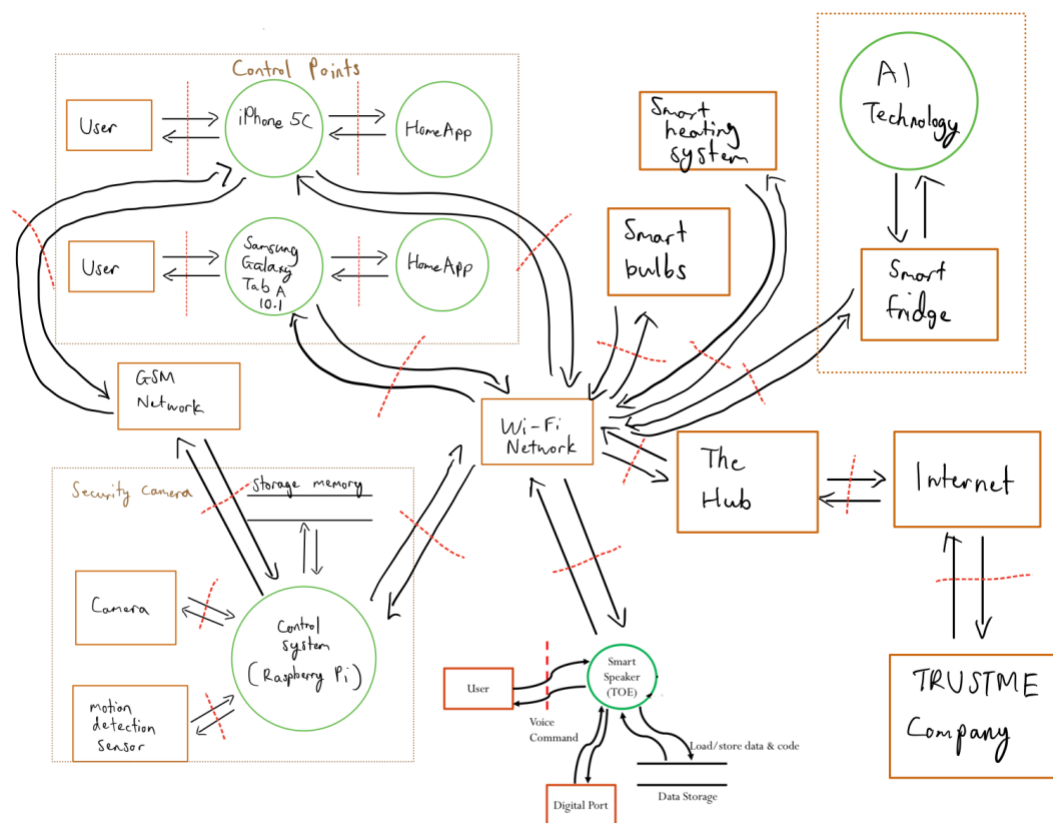 Control Points
User
iPhone 5C
HomeApp
User
Samsung
Galaxy
Tab A
10.1
HomeApp
Smart
heating
system
Smart
bulbs
AI
Technology
Smart
fridge
GSM
Network
Wi-Fi
Network
The
Hub
Internet
TRUSTME
Company
Security camera
storage memory
Camera
motion
detection
sensor
Control
system
(Raspberry Pi)
User
Voice
Command
Smart
Speaker
(TOE)
Load/store data & code
Data Storage
Digital Port